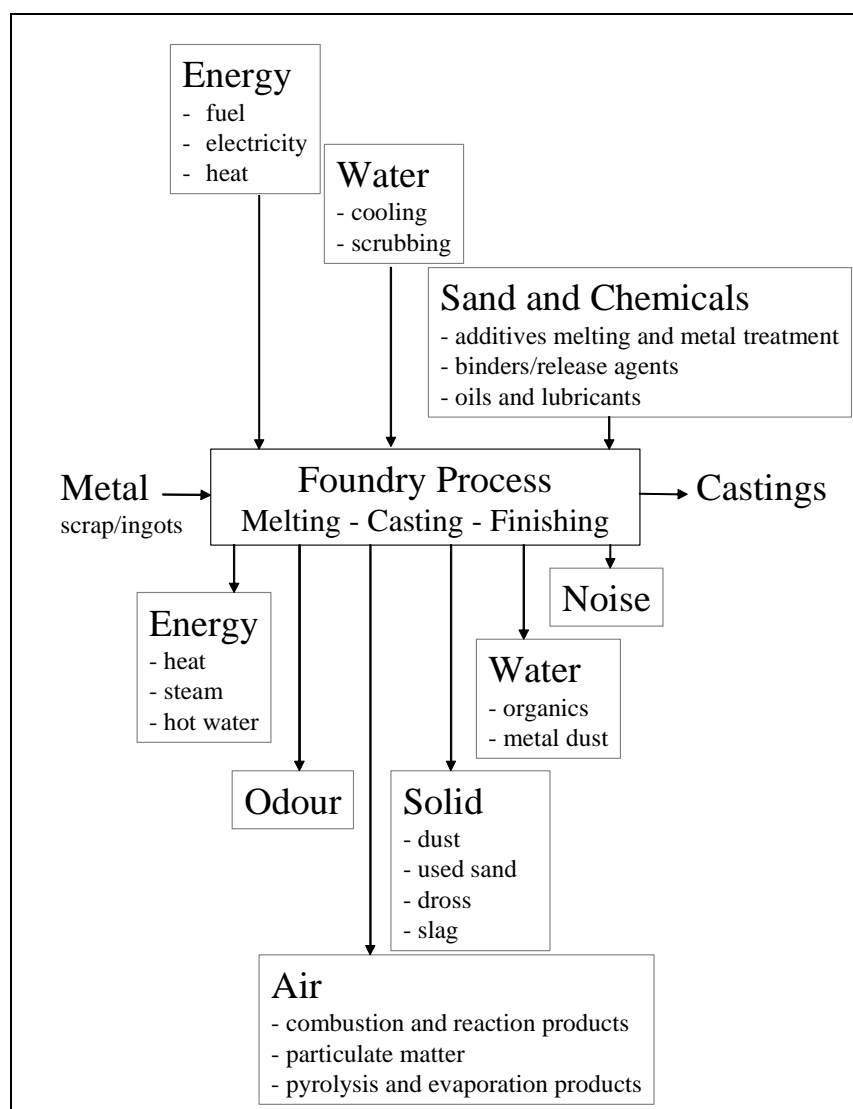 Energy
- fuel
- electricity
- heat
Water
- cooling
- scrubbing
Sand and Chemicals
- additives melting and metal treatment
- binders/release agents
- oils and lubricants
Metal
scrap/ingots
Foundry Process
Melting - Casting - Finishing
Castings
Energy
- heat
- steam
- hot water
Noise
Water
- organics
- metal dust
Odour
Solid
- dust
- used sand
- dross
- slag
Air
- combustion and reaction products
- particulate matter
- pyrolysis and evaporation products